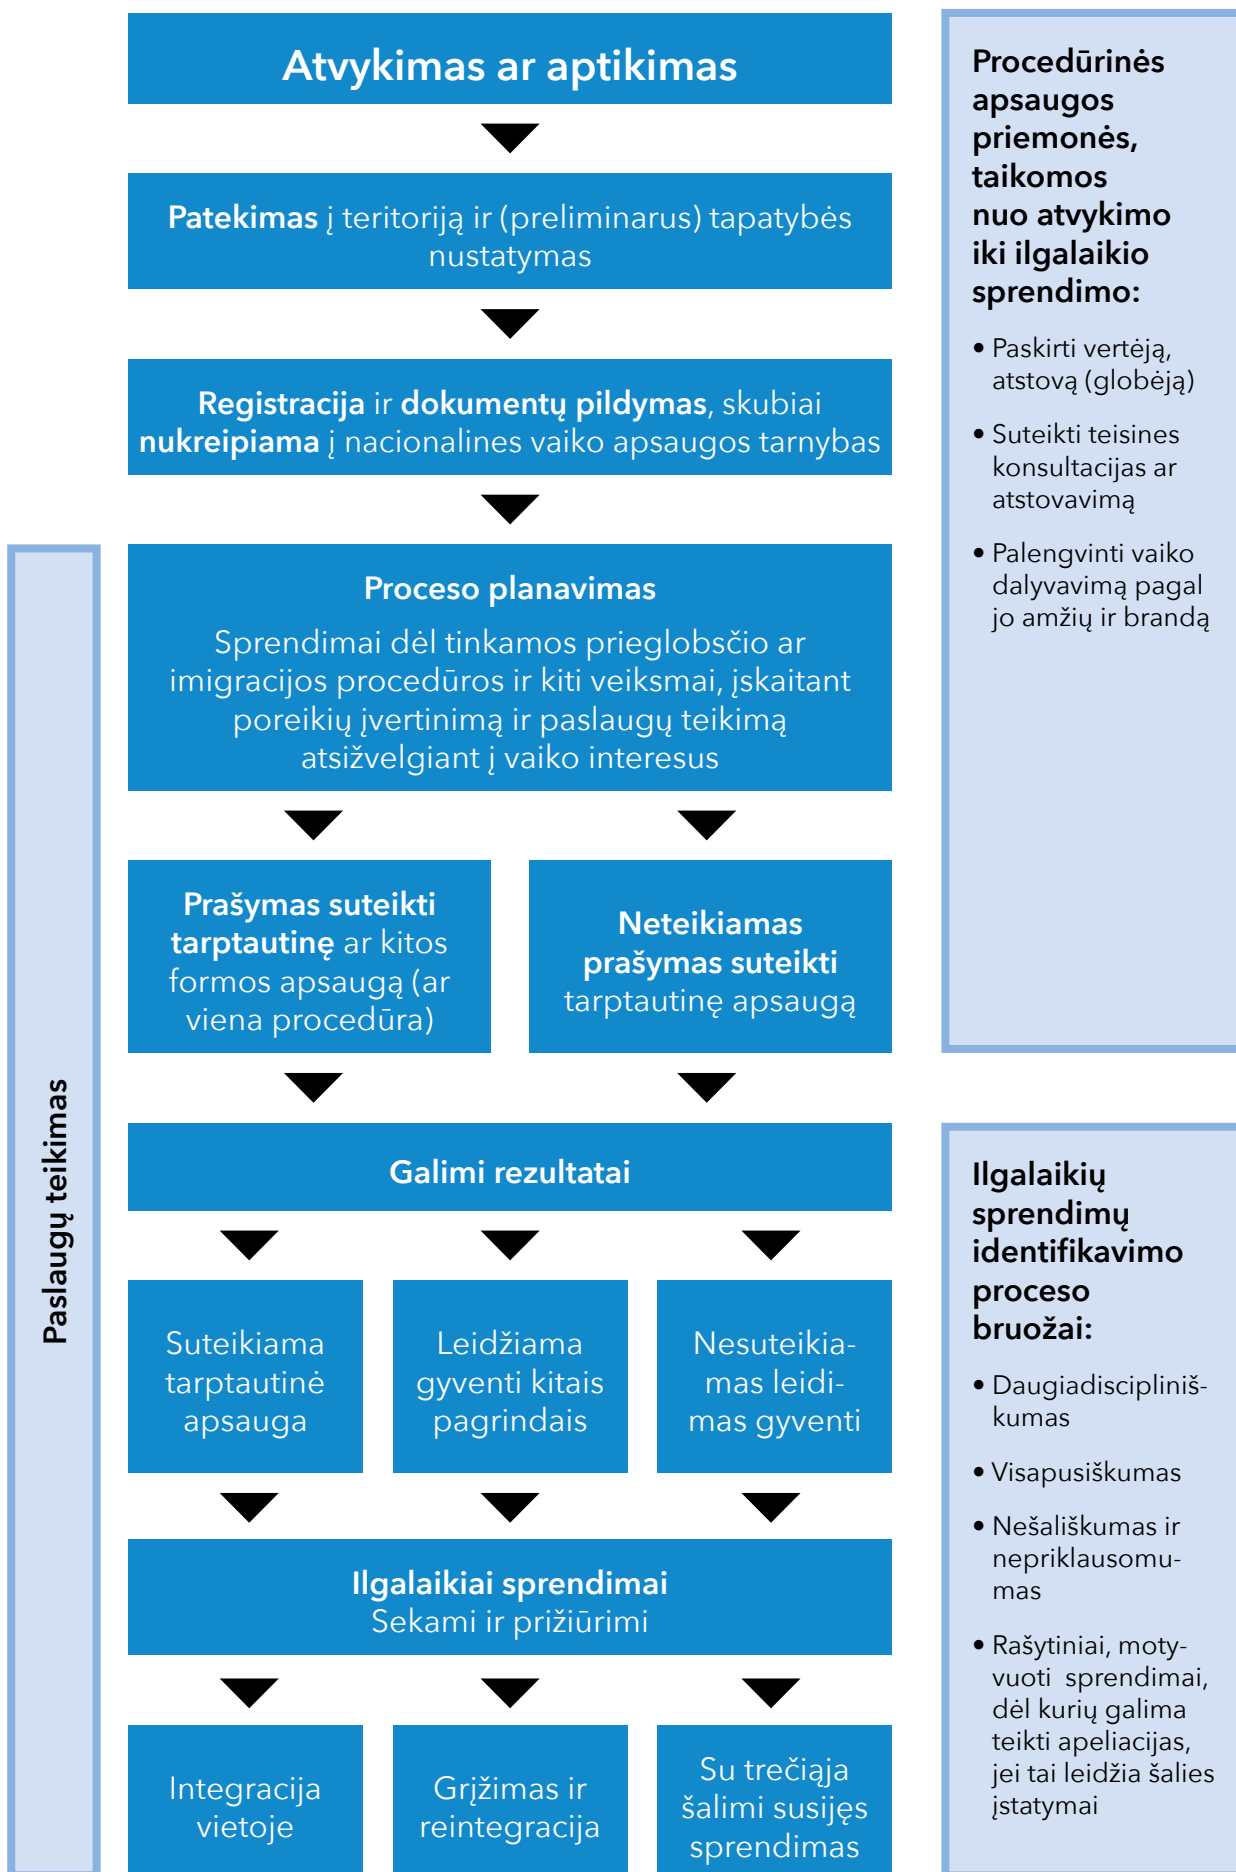 Atvykimas ar aptikimas
Patekimas į teritoriją ir (preliminarus) tapatybės
nustatymas
Registracija ir dokumentų pildymas, skubiai
nukreipiama į nacionalines vaiko apsaugos tarnybas
Proceso planavimas
Sprendimai dėl tinkamos prieglobsčio ar
imigracijos procedūros ir kiti veiksmai, įskaitant
poreikių įvertinimą ir paslaugų teikimą
atsižvelgiant į vaiko interesus
Prašymas suteikti
tarptautinę ar kitos
formos apsaugą (ar
viena procedūra)
Neteikiamas
prašymas suteikti
tarptautinę apsaugą
Galimi rezultatai
Suteikiama
tarptautinė
apsauga
Leidžiama
gyventi kitais
pagrindais
Nesuteikia-
mas leidi-
mas gyventi
Ilgalaikiai sprendimai
Sekami ir prižiūrimi
Integracija
vietoje
Grįžimas ir
reintegracija
Su trečiąja
šalimi susijęs
sprendimas
Paslaugų teikimas
Procedūrinės
apsaugos
priemonės,
taikomos
nuo atvykimo
iki ilgalaikio
sprendimo:
• Paskirti vertėją,
atstovą (globėją)
• Suteikti teisines
konsultacijas ar
atstovavimą
• Palengvinti vaiko
dalyvavimą pagal
jo amžių ir brandą
Ilgalaikių
sprendimų
identifikavimo
proceso
bruožai:
• Daugiadiscipliniš-
kumas
• Visapusiškumas
• Nešališkumas ir
nepriklausomu-
mas
• Rašytiniai, moty-
vuoti sprendimai,
dėl kurių galima
teikti apeliacijas,
jei tai leidžia šalies
įstatymai